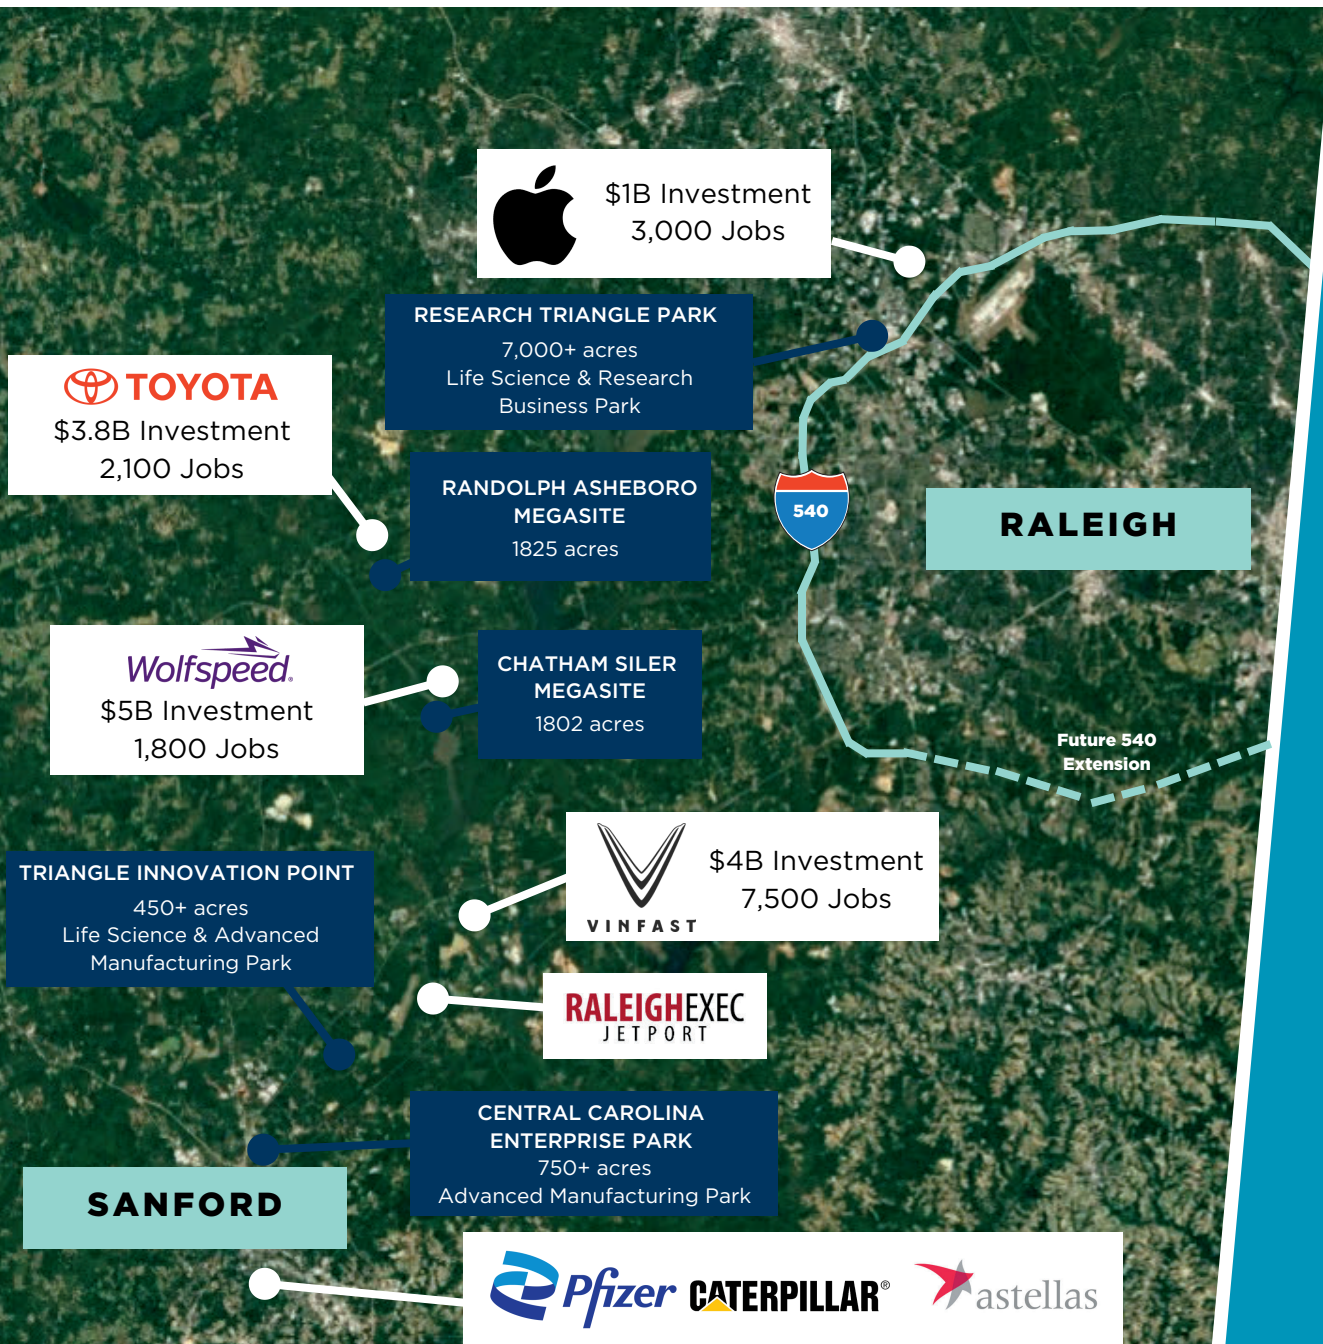 $1B Investment
3,000 Jobs
RESEARCH TRIANGLE PARK
7,000+ acres
Life Science & Research
Business Park
TOYOTA
$3.8B Investment
2,100 Jobs
RANDOLPH ASHEBORO
MEGASITE
1825 acres
540
RALEIGH
Wolfspeed.
$5B Investment
1,800 Jobs
CHATHAM SILER
MEGASITE
1802 acres
Future 540
Extension
VINFAST
$4B Investment
7,500 Jobs
TRIANGLE INNOVATION POINT
450+ acres
Life Science & Advanced
Manufacturing Park
RALEIGHEXEC
JETPORT
CENTRAL CAROLINA
ENTERPRISE PARK
750+ acres
Advanced Manufacturing Park
SANFORD
Pfizer CATERPILLAR® astellas